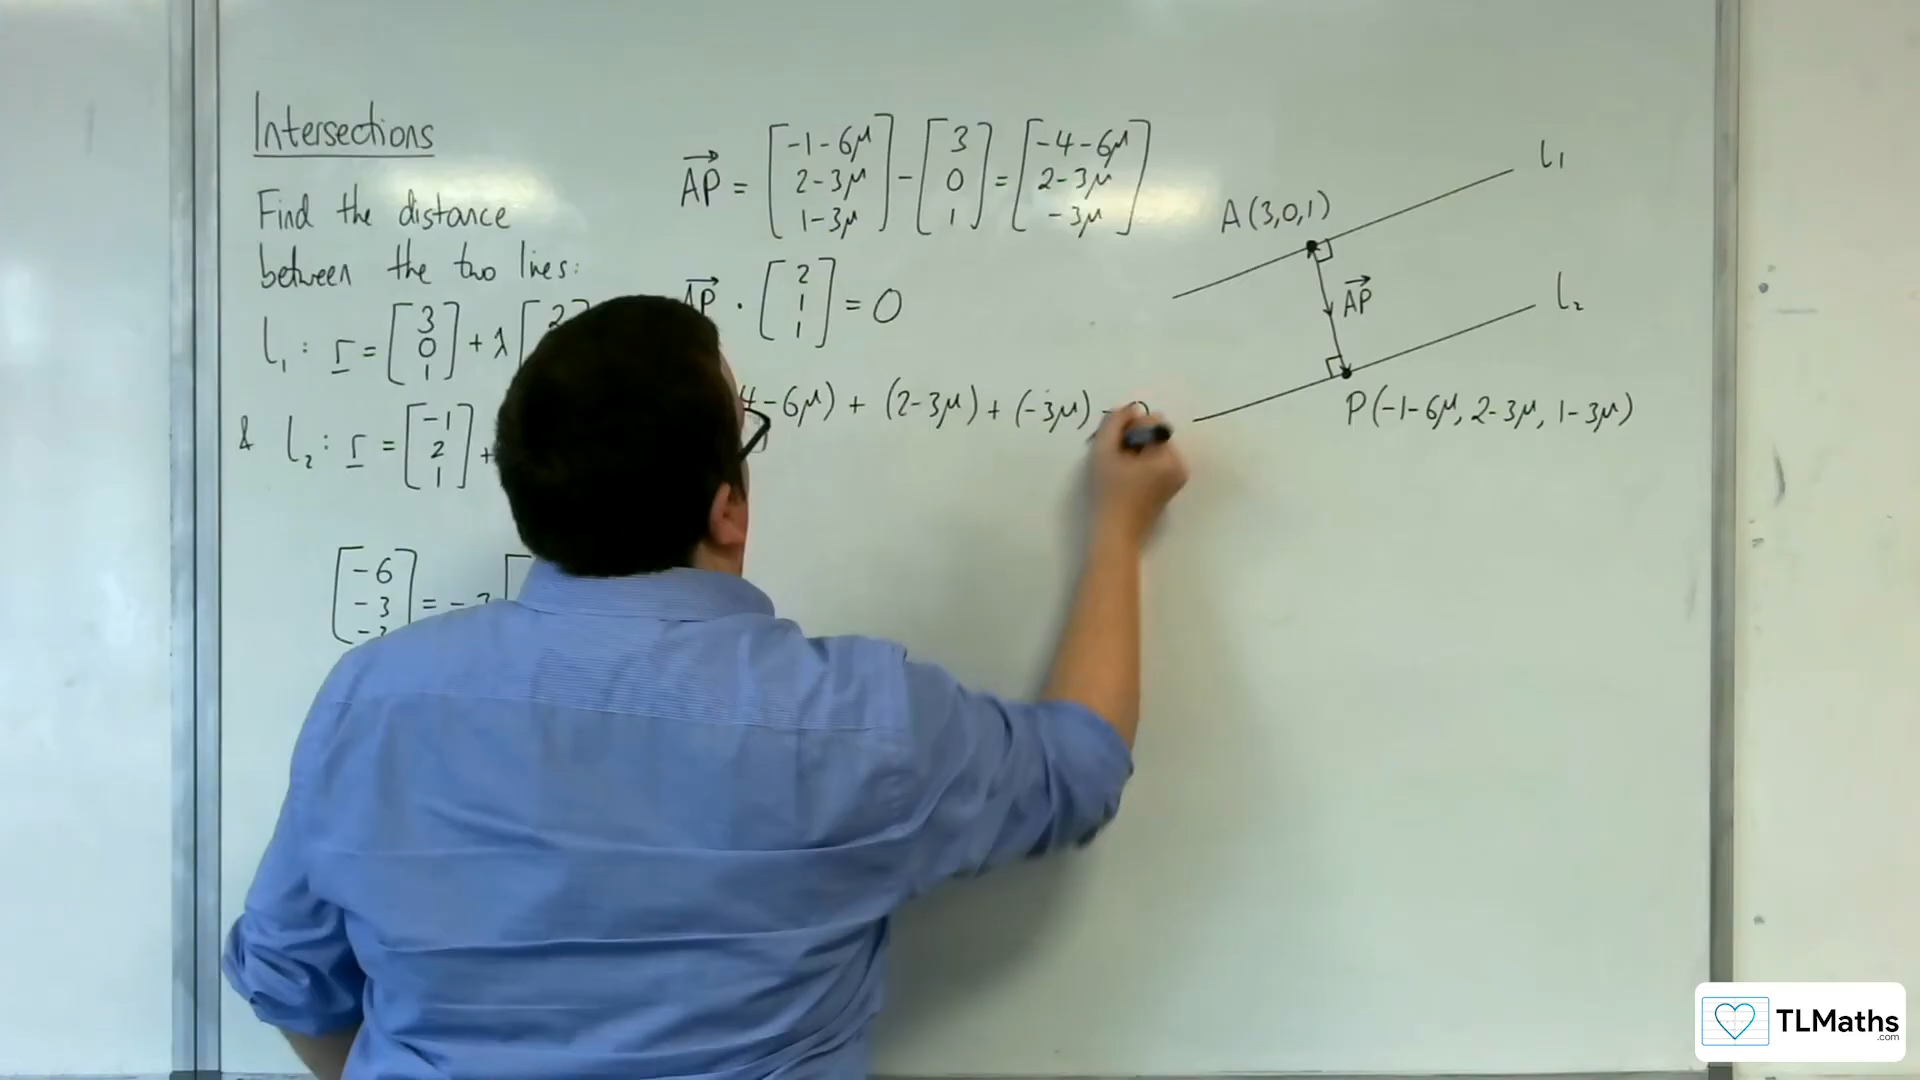 Intersections
Find the distance
between the two lines:
l₁: r = [3 0 1] + λ [2
& l₂: r = [-1 2 1] +
[-6 -3 -3] = -3 [
AP = [-1-6μ 2-3μ 1-3μ] - [3 0 1] = [-4-6μ 2-3μ -3μ]
AP · [2 1 1] = 0
4-6μ) + (2-3μ) + (-3μ) = 0
l₁
A(3,0,1)
AP
l₂
P(-1-6μ, 2-3μ, 1-3μ)
TLMaths
.com